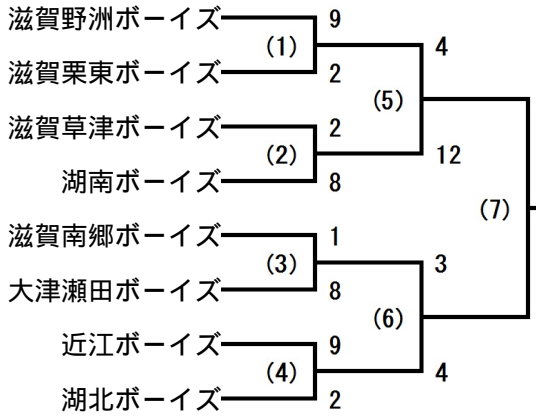 滋賀野洲ボーイズ 9
(1) 4
滋賀栗東ボーイズ 2
(5)
滋賀草津ボーイズ 2
(2) 12
湖南ボーイズ 8
(7)
滋賀南郷ボーイズ 1
(3) 3
大津瀬田ボーイズ 8
(6)
近江ボーイズ 9
(4) 4
湖北ボーイズ 2